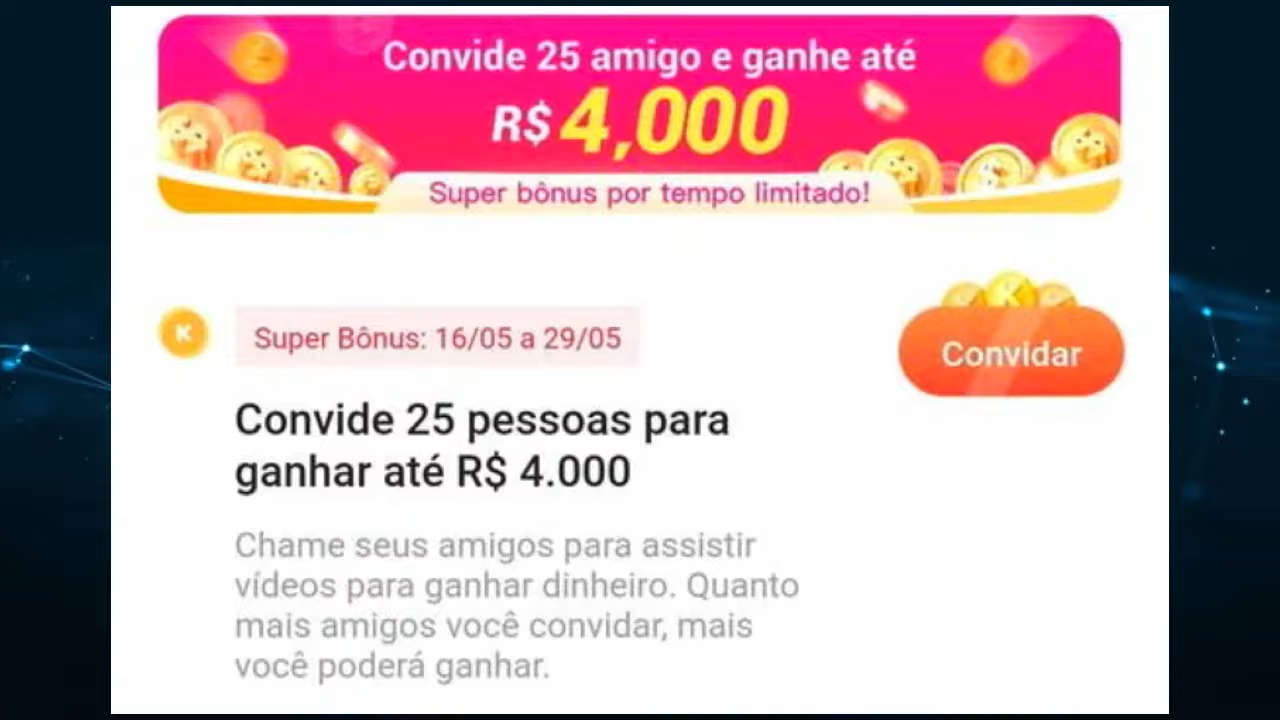 Convide 25 amigo e ganhe até
R$ 4,000
Super bônus por tempo limitado!
K
Super Bônus: 16/05 a 29/05
K
Convidar
Convide 25 pessoas para
ganhar até R$ 4.000
Chame seus amigos para assistir
vídeos para ganhar dinheiro. Quanto
mais amigos você convidar, mais
você poderá ganhar.